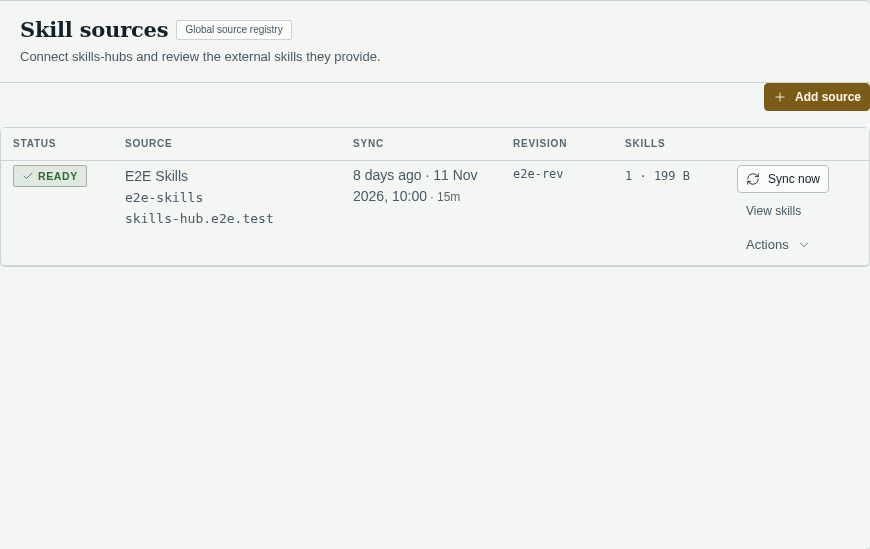 Skill sources
Global source registry
Connect skills-hubs and review the external skills they provide.
Add source
STATUS SOURCE SYNC REVISION SKILLS
READY
E2E Skills
e2e-skills
skills-hub.e2e.test
8 days ago · 11 Nov
2026, 10:00 · 15m
e2e-rev
1 · 199 B
Sync now
View skills
Actions